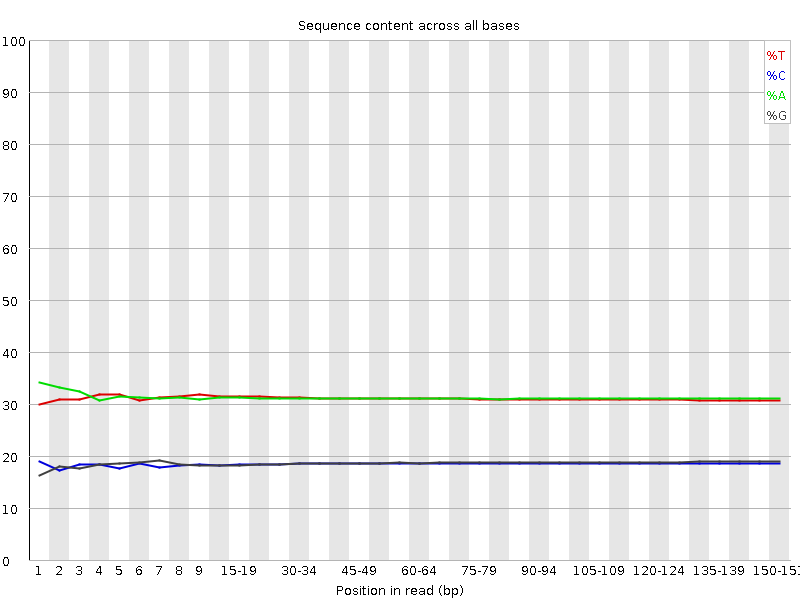 Sequence content across all bases
100
90
80
70
60
50
40
30
20
10
0
%T
%C
%A
%G
1 2 3 4 5 6 7 8 9 15-19 30-34 45-49 60-64 75-79 90-94 105-109 120-124 135-139 150-151
Position in read (bp)